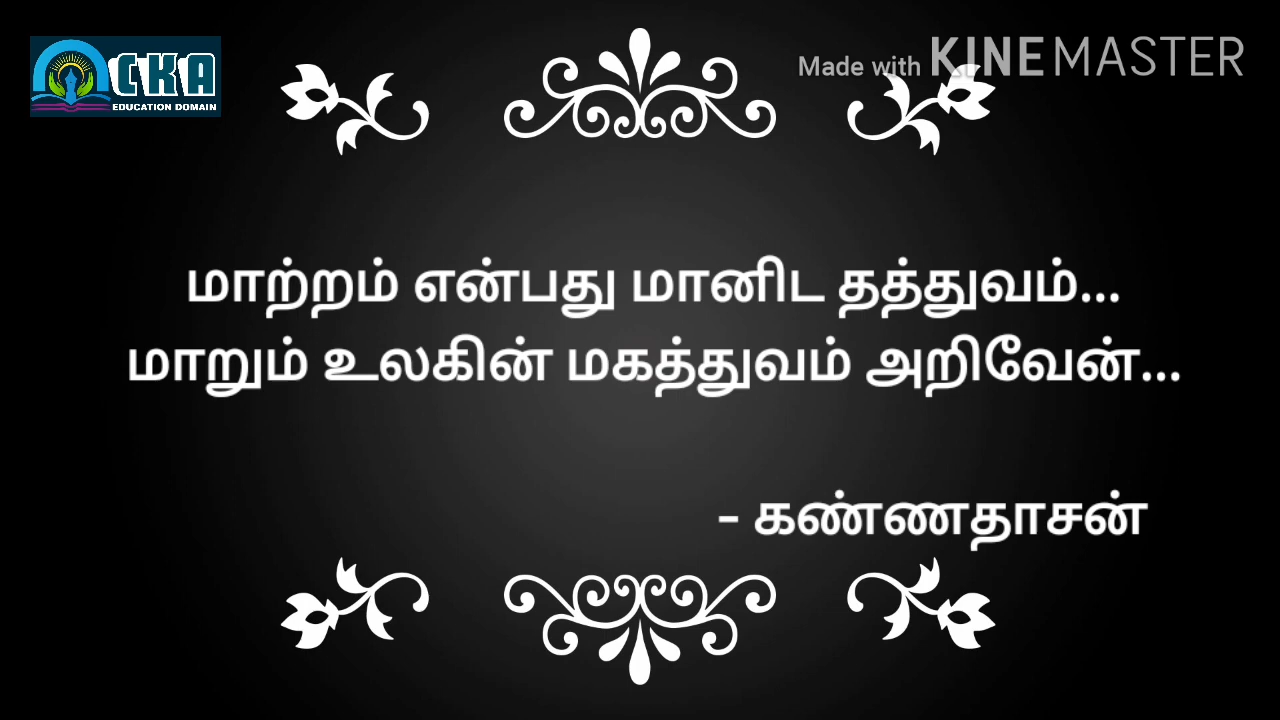 CKA
EDUCATION DOMAIN
Made with KINEMASTER
மாற்றம் என்பது மானிட தத்துவம்...
மாறும் உலகின் மகத்துவம் அறிவேன்...
- கண்ணதாசன்